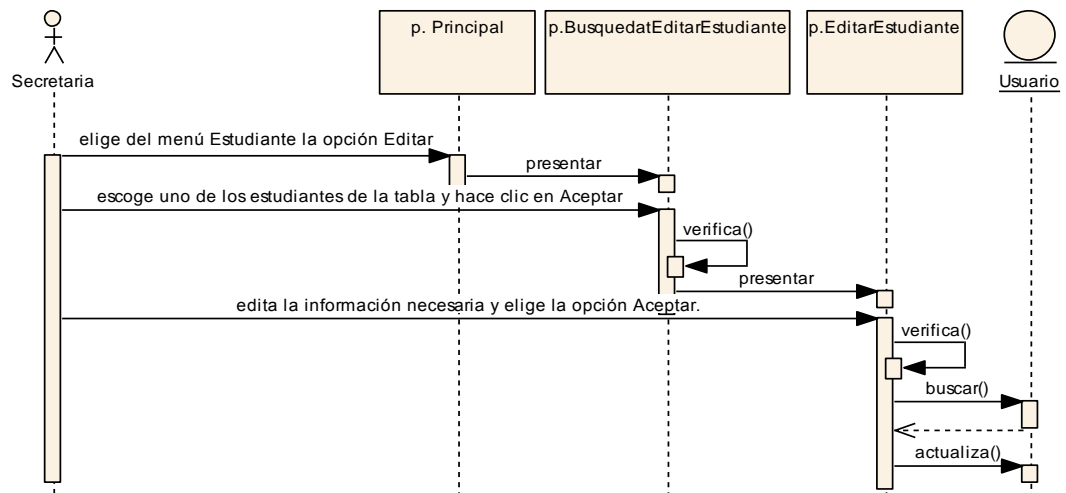 Secretaria
p. Principal
p.BusquedatEditarEstudiante
p.EditarEstudiante
Usuario
elige del menú Estudiante la opción Editar
presentar
escoge uno de los estudiantes de la tabla y hace clic en Aceptar
verifica()
presentar
edita la información necesaria y elige la opción Aceptar.
verifica()
buscar()
actualiza()